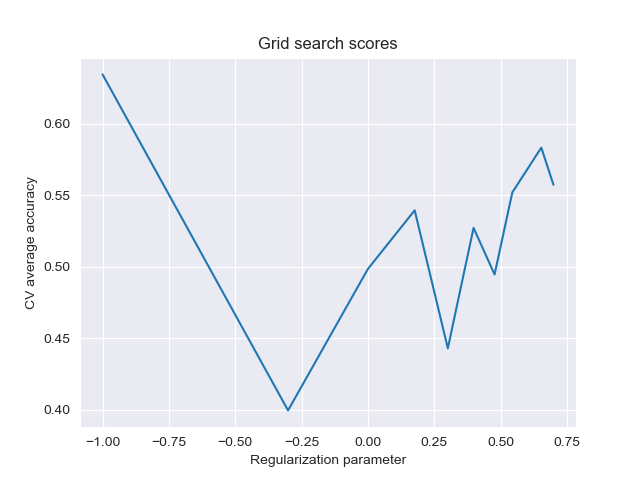 Grid search scores
CV average accuracy
0.60
0.55
0.50
0.45
0.40
−1.00 −0.75 −0.50 −0.25 0.00 0.25 0.50 0.75
Regularization parameter